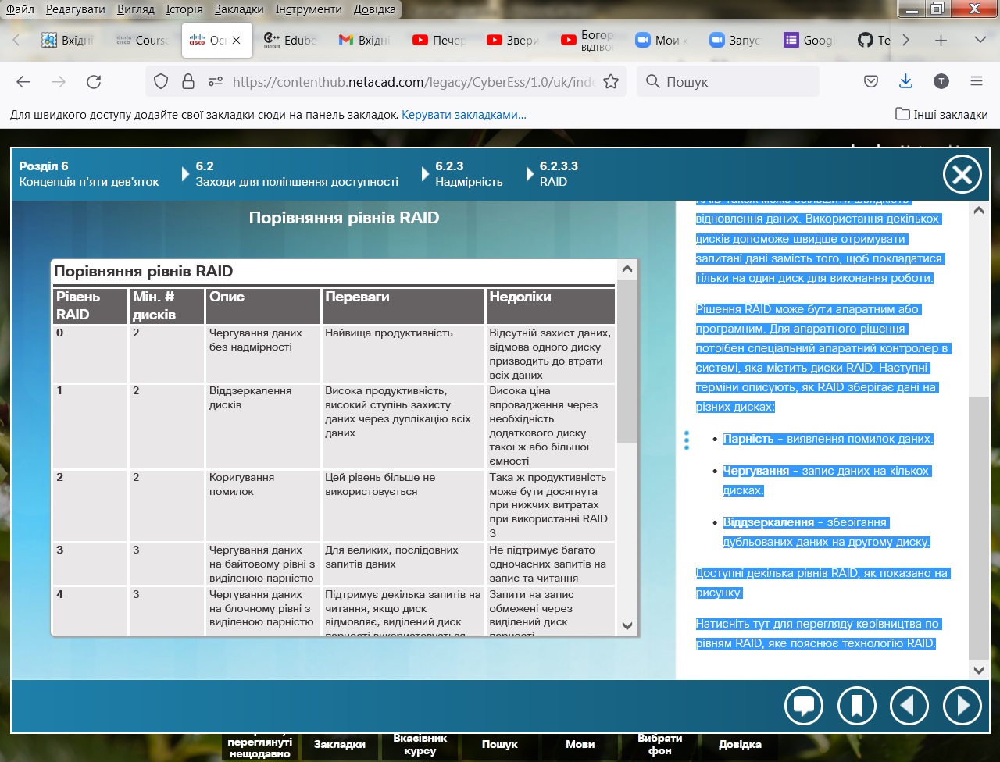 Файл Редагувати Вигляд Історія Закладки Інструменти Довідка
Вхідні Course Осн Edube Вхідні Печер Звери Богор Мои к Запус Googl Te
https://contenthub.netacad.com/legacy/CyberEss/1.0/uk/inde
Пошук
T
Для швидкого доступу додайте свої закладки сюди на панель закладок. Керувати закладками...
Інші закладки
Розділ 6
Концепція п'яти дев'яток
6.2
Заходи для поліпшення доступності
6.2.3
Надмірність
6.2.3.3
RAID
Порівняння рівнів RAID
Порівняння рівнів RAID
Рівень RAID
Мін. # дисків
Опис
Переваги
Недоліки
0
2
Чергування даних
без надмірності
Найвища продуктивність
Відсутній захист даних,
відмова одного диску
призводить до втрати
всіх даних
1
2
Віддзеркалення
дисків
Висока продуктивність,
високий ступінь захисту
даних через дуплікацію всіх
даних
Висока ціна
впровадження через
необхідність
додаткового диску
такої ж або більшої
ємності
2
2
Коригування
помилок
Цей рівень більше не
використовується
Така ж продуктивність
може бути досягнута
при нижчих витратах
при використанні RAID
3
3
3
Чергування даних
на байтовому рівні з
виділеною парністю
Для великих, послідовних
запитів даних
Не підтримує багато
одночасних запитів на
запис та читання
4
3
Чергування даних
на блочному рівні з
виділеною парністю
Підтримує декілька запитів на
читання, якщо диск
відмовляє, виділений диск
парності використовується
Запити на запис
обмежені через
виділений диск
парності
RAID також може збільшити швидкість
відновлення даних. Використання декількох
дисків допоможе швидше отримувати
запитані дані замість того, щоб покладатися
тільки на один диск для виконання роботи.
Рішення RAID може бути апаратним або
програмним. Для апаратного рішення
потрібен спеціальний апаратний контролер в
системі, яка містить диски RAID. Наступні
терміни описують, як RAID зберігає дані на
різних дисках:
• Парність – виявлення помилок даних.
• Чергування – запис даних на кількох
дисках.
• Віддзеркалення – зберігання
дубльованих даних на другому диску.
Доступні декілька рівнів RAID, як показано на
рисунку.
Натисніть тут для перегляду керівництва по
рівням RAID, яке пояснює технологію RAID.
переглянуті
нещодавно
Закладки
Вказівник
курсу
Пошук
Мови
Вибрати
фон
Довідка